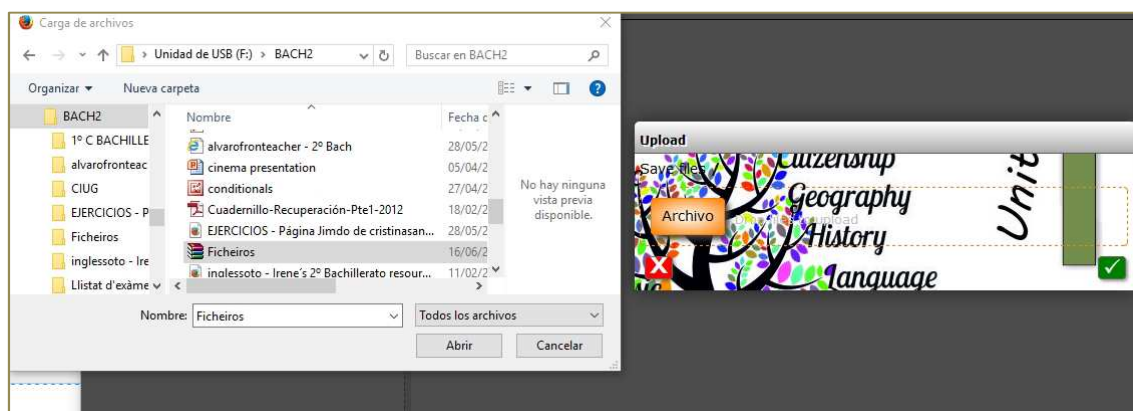 Carga de archivos
Unidad de USB (F:) > BACH2
Buscar en BACH2
Organizar
Nueva carpeta
BACH2
1º C BACHILLE
alvarofronteac
CIUG
EJERCICIOS - P
Ficheiros
inglessoto - Ire
Llistat d'exàme
Nombre
Fecha c
alvarofronteacher - 2º Bach
28/05/2
cinema presentation
05/04/2
conditionals
27/04/2
Cuadernillo-Recuperación-Pte1-2012
18/02/2
EJERCICIOS - Página Jimdo de cristinasan...
28/05/2
Ficheiros
16/06/2
inglessoto - Irene´s 2º Bachillerato resour...
11/02/2
No hay ninguna
vista previa
disponible.
Nombre:
Ficheiros
Todos los archivos
Abrir
Cancelar
Upload
Save files /
Citizenship
Geography
Archivo
upload
History
Language
Unit